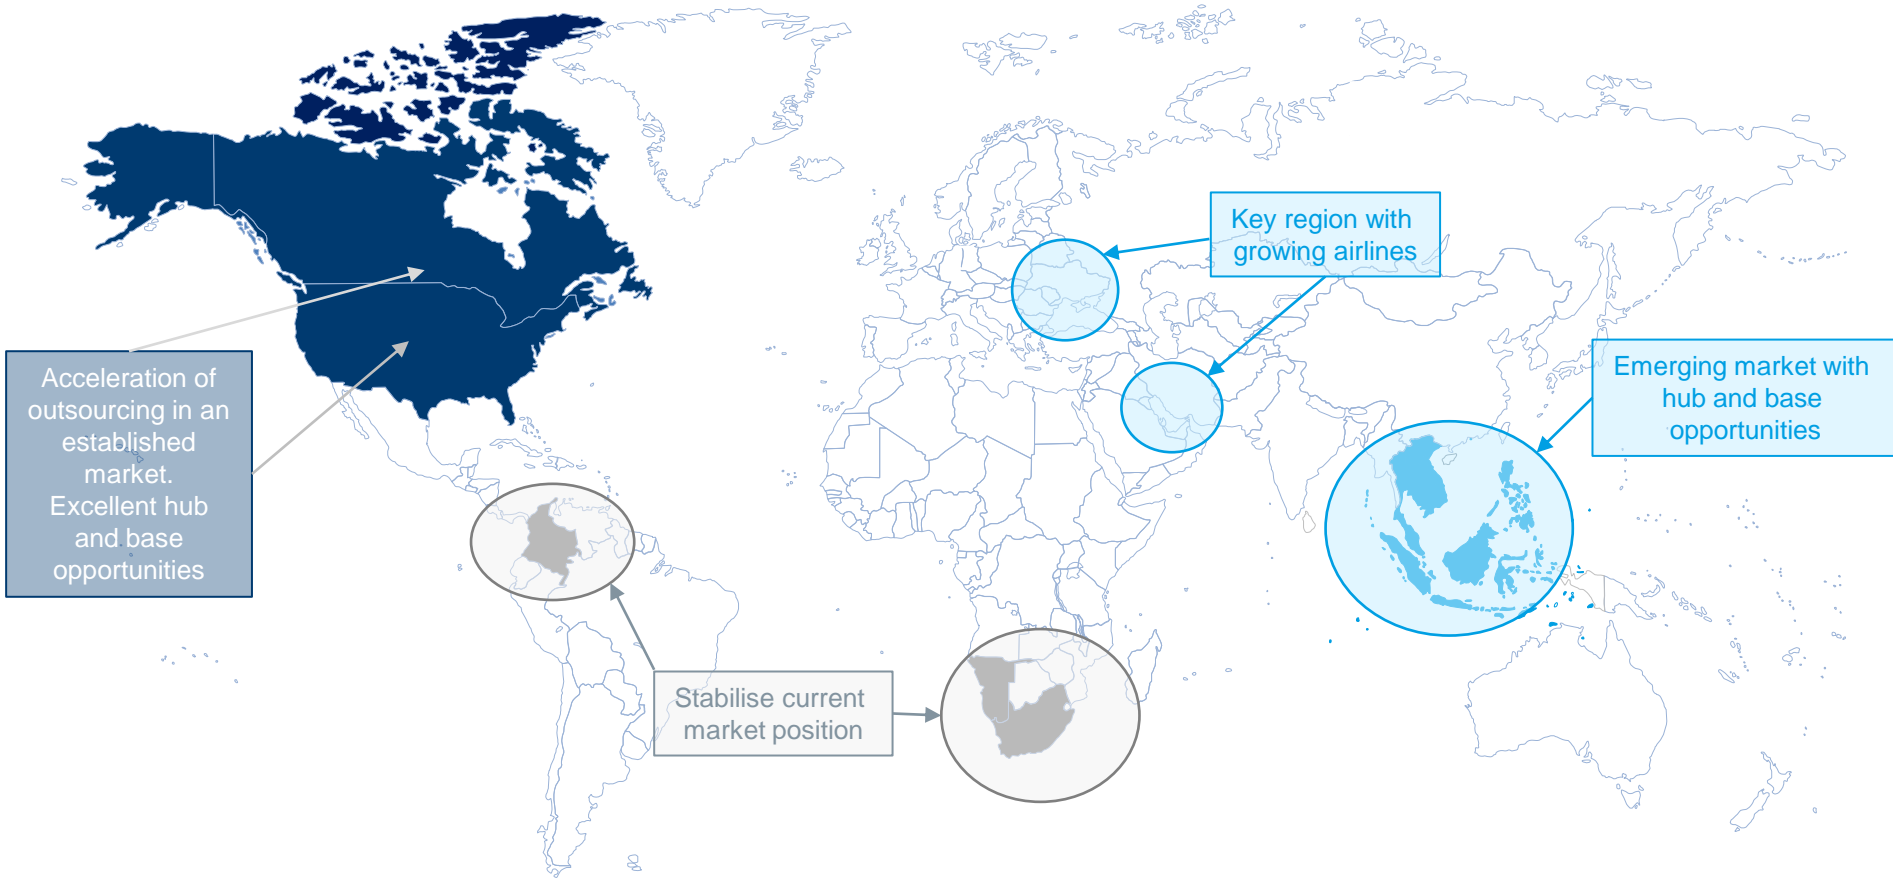 Key region with
growing airlines
Acceleration of
outsourcing in an
established
market.
Excellent hub
and base
opportunities
Emerging market with
hub and base
opportunities
Stabilise current
market position